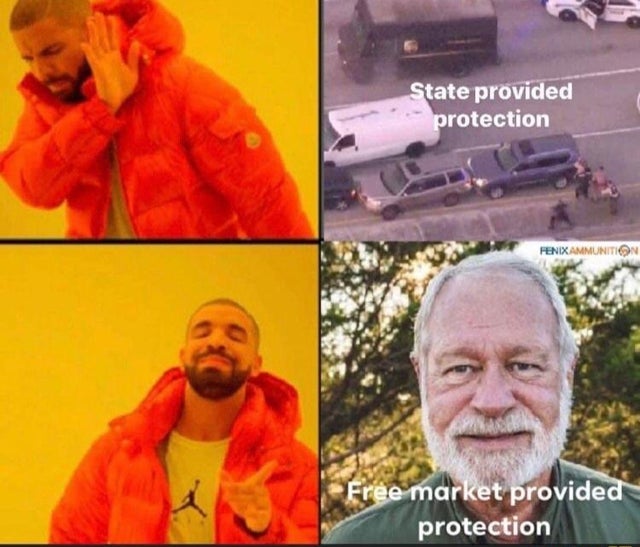 State provided
protection
FENIXAMMUNITION
Free market provided
protection